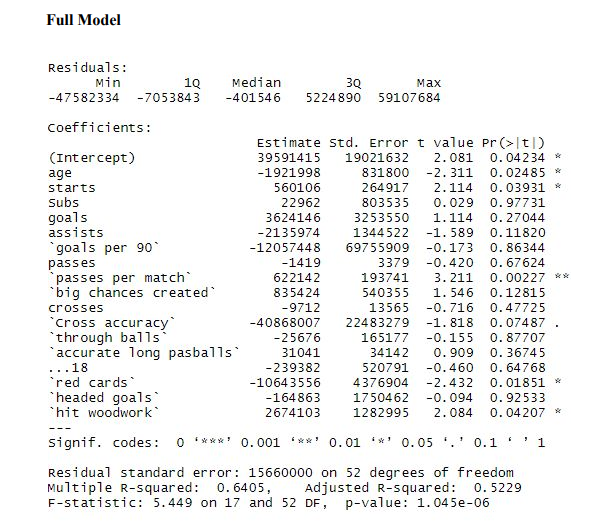 Full Model
Residuals:
Min 1Q Median 3Q Max
-47582334 -7053843 -401546 5224890 59107684
Coefficients:
Estimate Std. Error t value Pr(>|t|)
(Intercept) 39591415 19021632 2.081 0.04234 *
age -1921998 831800 -2.311 0.02485 *
starts 560106 264917 2.114 0.03931 *
Subs 22962 803535 0.029 0.97731
goals 3624146 3253550 1.114 0.27044
assists -2135974 1344522 -1.589 0.11820
`goals per 90` -12057448 69755909 -0.173 0.86344
passes -1419 3379 -0.420 0.67624
`passes per match` 622142 193741 3.211 0.00227 **
`big chances created` 835424 540355 1.546 0.12815
crosses -9712 13565 -0.716 0.47725
`Cross accuracy` -40868007 22483279 -1.818 0.07487 .
`through balls` -25676 165177 -0.155 0.87707
`accurate long pasballs` 31041 34142 0.909 0.36745
...18 -239382 520791 -0.460 0.64768
`red cards` -10643556 4376904 -2.432 0.01851 *
`headed goals` -164863 1750462 -0.094 0.92533
`hit woodwork` 2674103 1282995 2.084 0.04207 *
---
Signif. codes: 0 ‘***’ 0.001 ‘**’ 0.01 ‘*’ 0.05 ‘.’ 0.1 ‘ ’ 1
Residual standard error: 15660000 on 52 degrees of freedom
Multiple R-squared: 0.6405, Adjusted R-squared: 0.5229
F-statistic: 5.449 on 17 and 52 DF, p-value: 1.045e-06